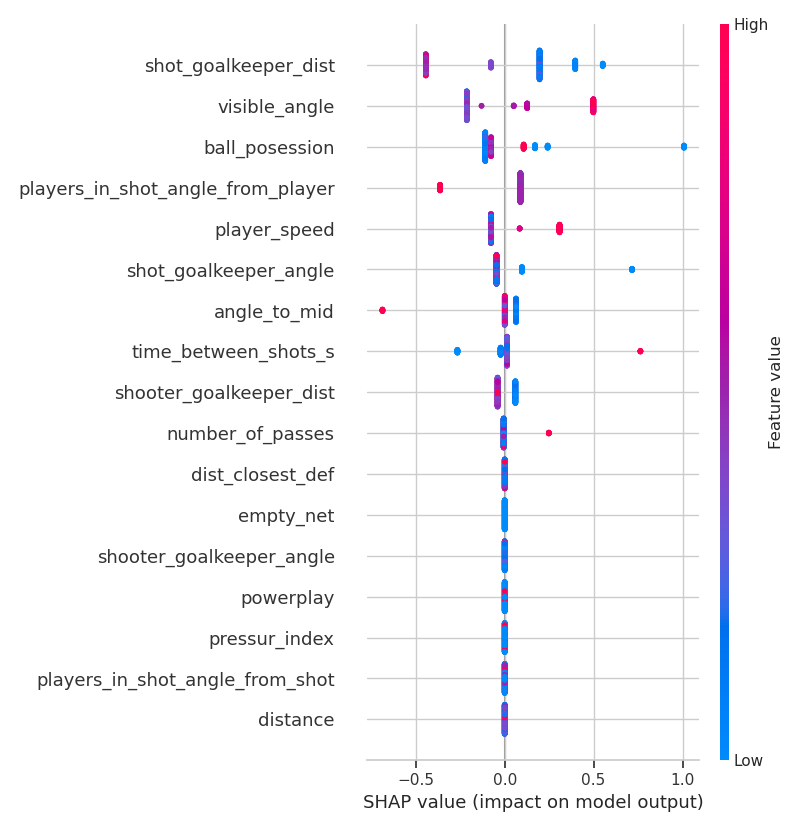 High
shot_goalkeeper_dist
visible_angle
ball_posession
players_in_shot_angle_from_player
player_speed
shot_goalkeeper_angle
angle_to_mid
time_between_shots_s
shooter_goalkeeper_dist
number_of_passes
dist_closest_def
empty_net
shooter_goalkeeper_angle
powerplay
pressur_index
players_in_shot_angle_from_shot
distance
Feature value
Low
−0.5 0.0 0.5 1.0
SHAP value (impact on model output)